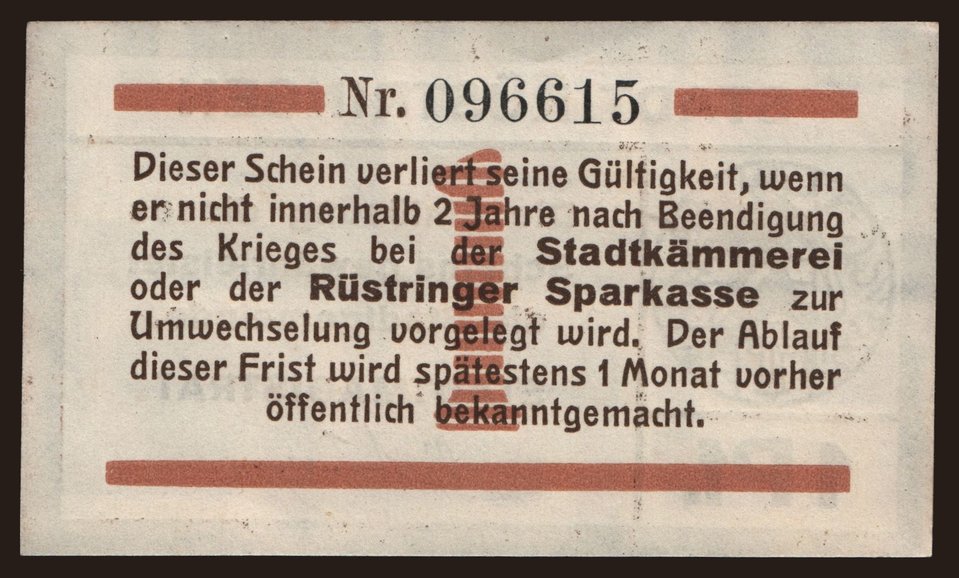 Nr. 096615
Dieser Schein verliert seine Gültigkeit, wenn
er nicht innerhalb 2 Jahre nach Beendigung
des Krieges bei der Stadtkämmerei
oder der Rüstringer Sparkasse zur
Umwechselung vorgelegt wird. Der Ablauf
dieser Frist wird spätestens 1 Monat vorher
öffentlich bekanntgemacht.
1